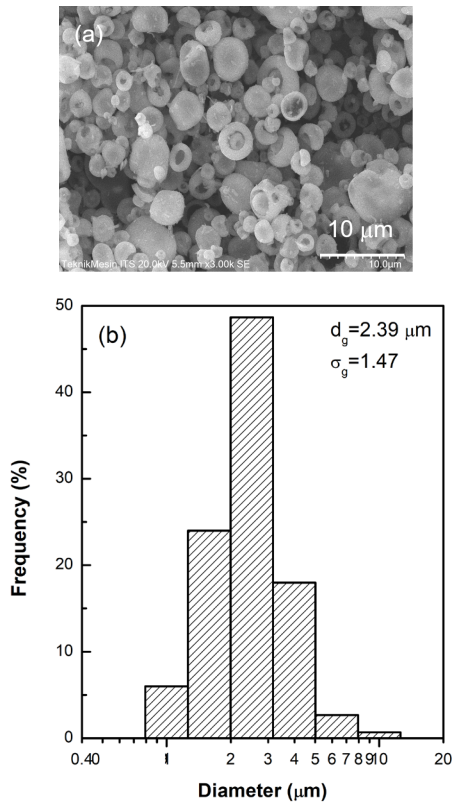 (a)
10 μm
TeknikMesin ITS 20.0kV 5.5mm x3.00k SE
10.0μm
50
(b)
dg=2.39 μm
σg=1.47
40
30
20
10
0
Frequency (%)
0.40 1 2 3 4 5 6 7 8 9 10 20
Diameter (μm)